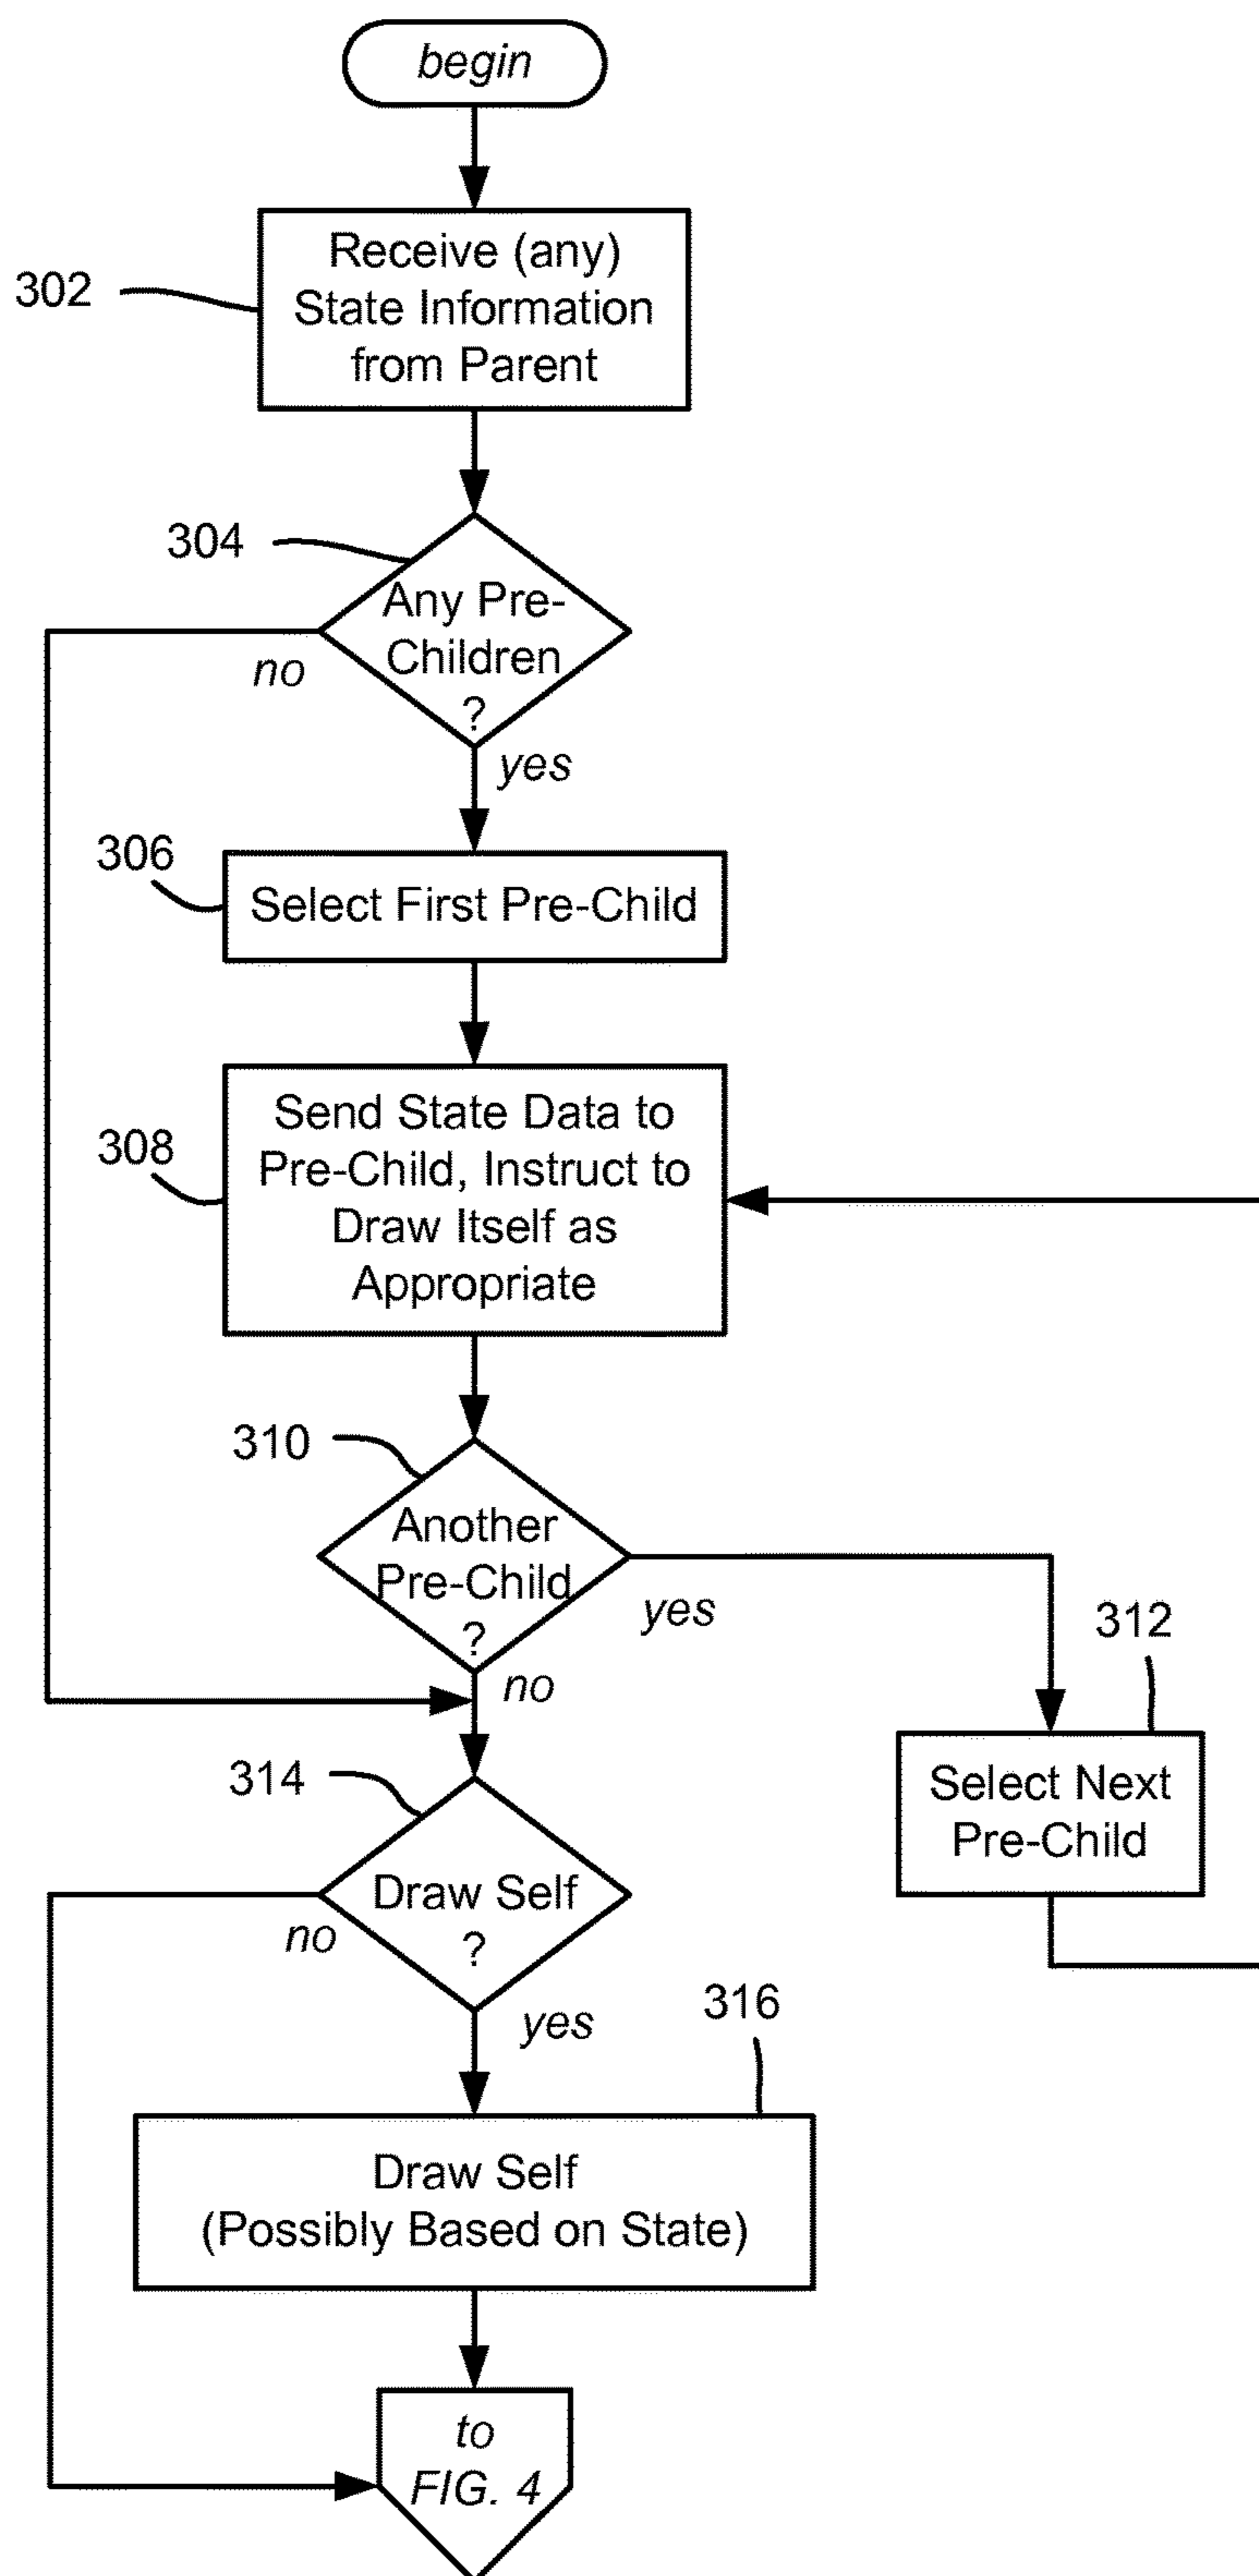 begin
302
Receive (any)
State Information
from Parent
304
Any Pre-
Children
?
no
yes
306
Select First Pre-Child
308
Send State Data to
Pre-Child, Instruct to
Draw Itself as
Appropriate
310
Another
Pre-Child
?
yes
no
312
Select Next
Pre-Child
314
Draw Self
?
no
yes
316
Draw Self
(Possibly Based on State)
to
FIG. 4